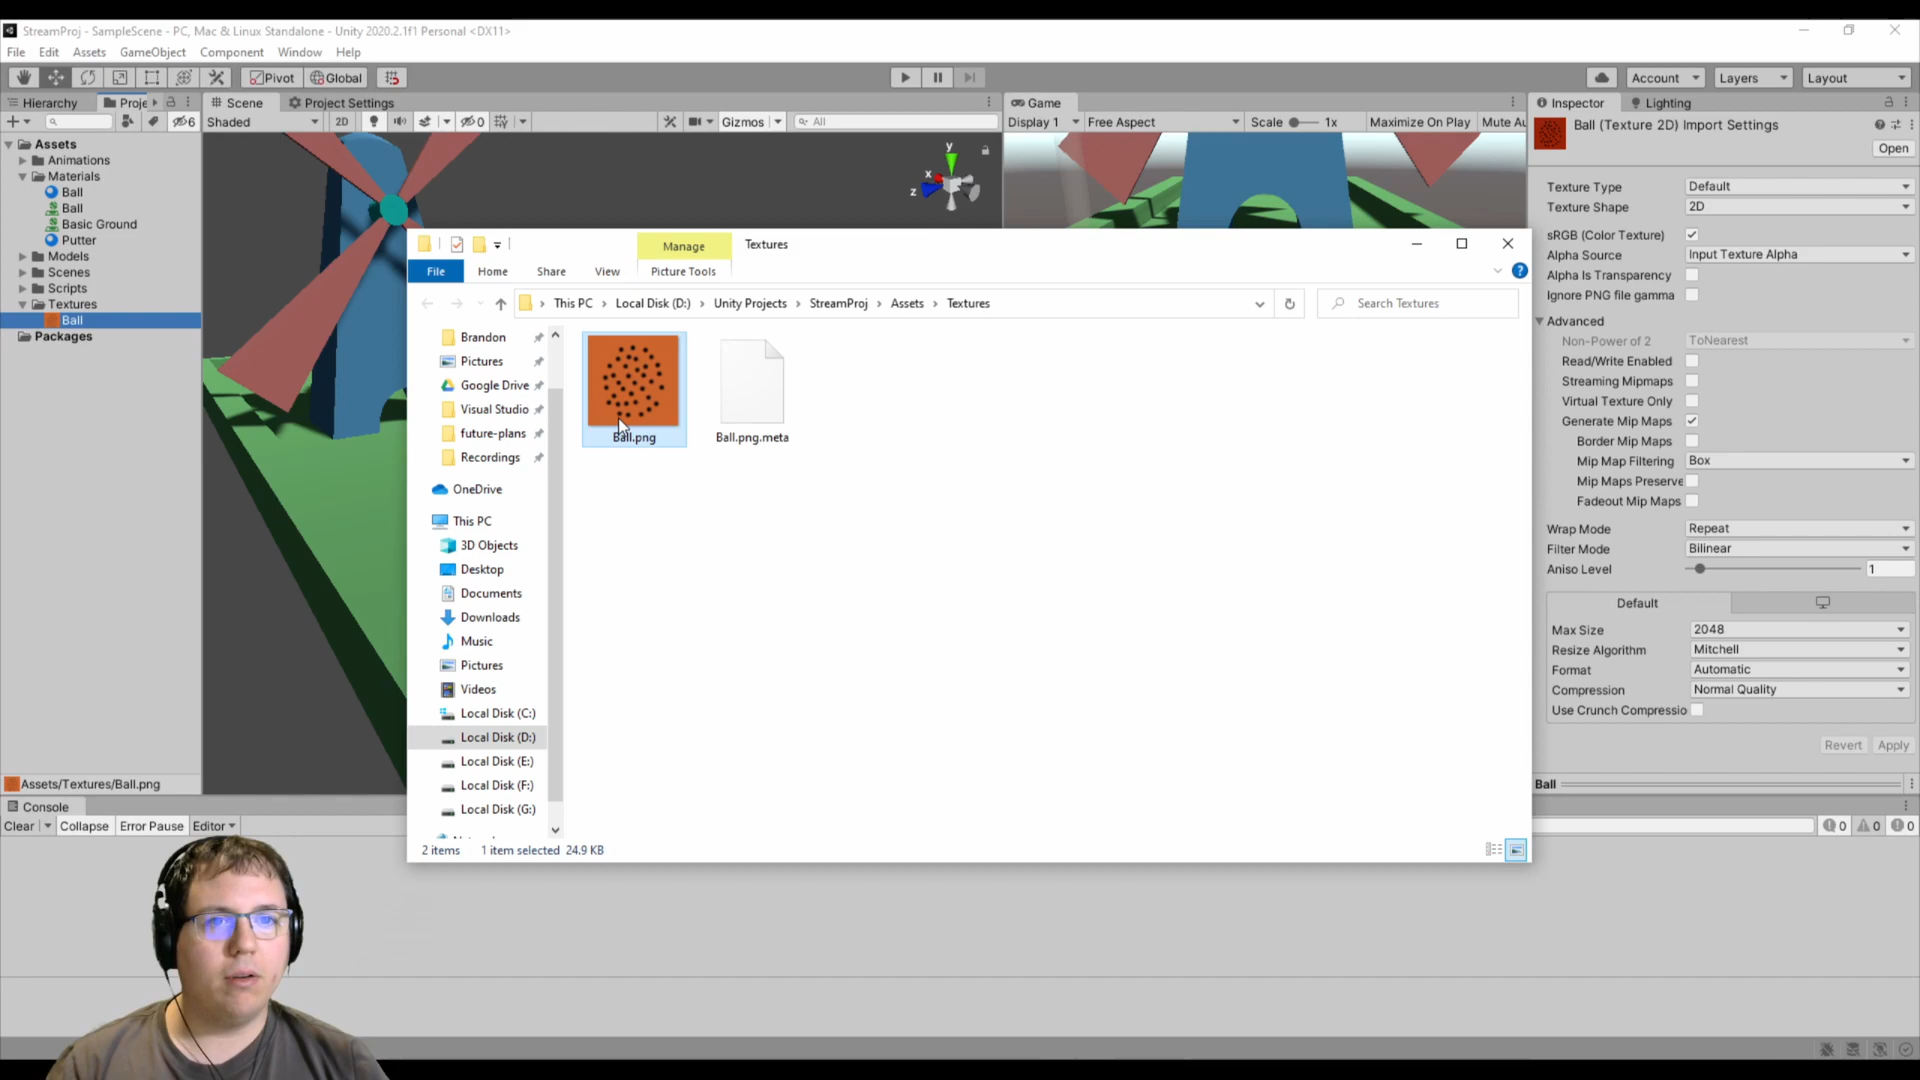 StreamProj - SampleScene - PC, Mac & Linux Standalone - Unity 2020.2.1f1 Personal <DX11>
File Edit Assets GameObject Component Window Help
Pivot Global Account Layers Layout
Hierarchy Proje Scene Project Settings Game Inspector Lighting
6 Shaded 2D 0 Gizmos All Display 1 Free Aspect Scale 1x Maximize On Play Mute Au
Ball (Texture 2D) Import Settings
Open
Assets
Animations
Materials
Ball
Ball
Basic Ground
Putter
Models
Scenes
Scripts
Textures
Ball
Packages
Assets/Textures/Ball.png
y
x
z
Manage Textures
File Home Share View Picture Tools
This PC > Local Disk (D:) > Unity Projects > StreamProj > Assets > Textures
Search Textures
Brandon
Pictures
Google Drive
Visual Studio
future-plans
Recordings
OneDrive
This PC
3D Objects
Desktop
Documents
Downloads
Music
Pictures
Videos
Local Disk (C:)
Local Disk (D:)
Local Disk (E:)
Local Disk (F:)
Local Disk (G:)
Ball.png Ball.png.meta
2 items 1 item selected 24.9 KB
Texture Type Default
Texture Shape 2D
sRGB (Color Texture)
Alpha Source Input Texture Alpha
Alpha Is Transparency
Ignore PNG file gamma
Advanced
Non-Power of 2 ToNearest
Read/Write Enabled
Streaming Mipmaps
Virtual Texture Only
Generate Mip Maps
Border Mip Maps
Mip Map Filtering Box
Mip Maps Preserve
Fadeout Mip Maps
Wrap Mode Repeat
Filter Mode Bilinear
Aniso Level 1
Default
Max Size 2048
Resize Algorithm Mitchell
Format Automatic
Compression Normal Quality
Use Crunch Compressio
Revert Apply
Ball
Console
Clear Collapse Error Pause Editor
0 0 0